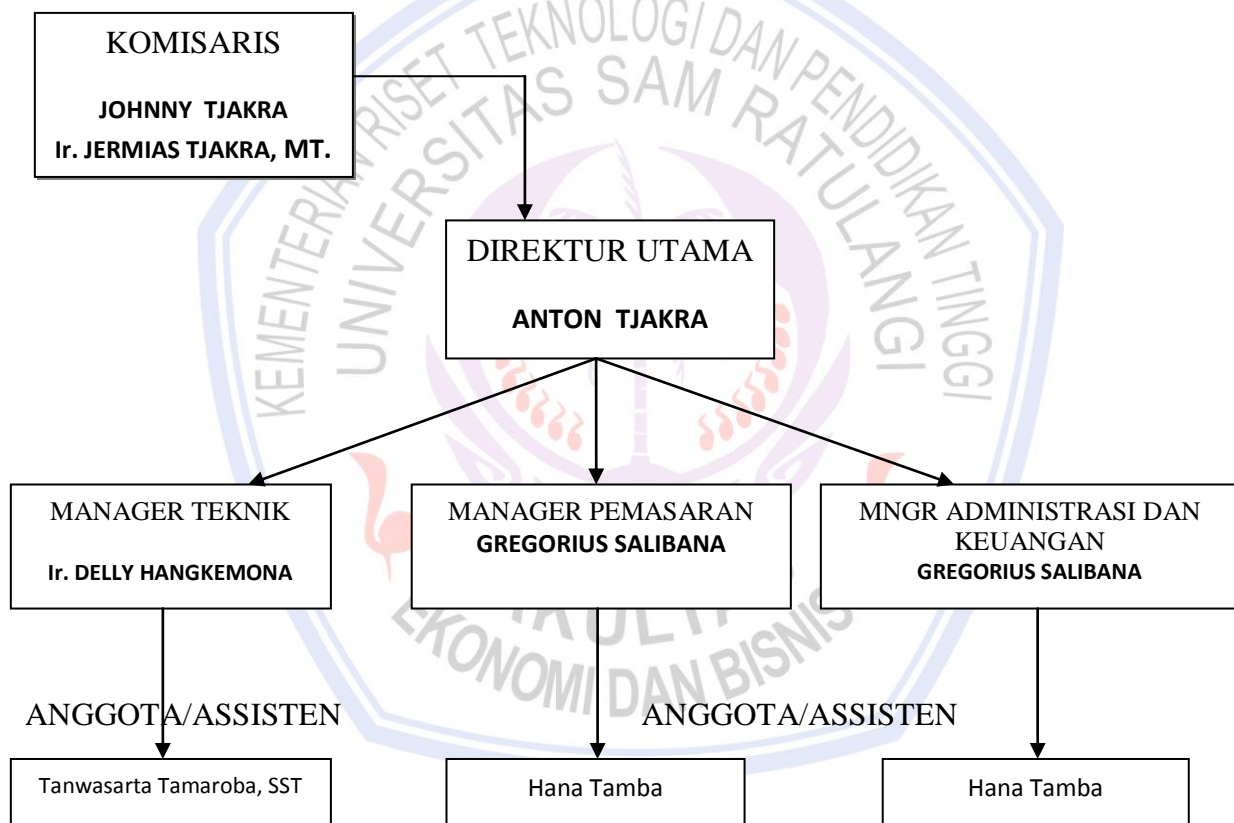 KEMENTERIAN RISET TEKNOLOGI DAN PENDIDIKAN TINGGI
UNIVERSITAS SAM RATULANGI
KOMISARIS
JOHNNY TJAKRA
Ir. JERMIAS TJAKRA, MT.
DIREKTUR UTAMA
ANTON TJAKRA
MANAGER TEKNIK
Ir. DELLY HANGKEMONA
MANAGER PEMASARAN
GREGORIUS SALIBANA
MNGR ADMINISTRASI DAN
KEUANGAN
GREGORIUS SALIBANA
EKONOMI DAN BISNIS
ANGGOTA/ASSISTEN
ANGGOTA/ASSISTEN
Tanwasarta Tamaroba, SST
Hana Tamba
Hana Tamba